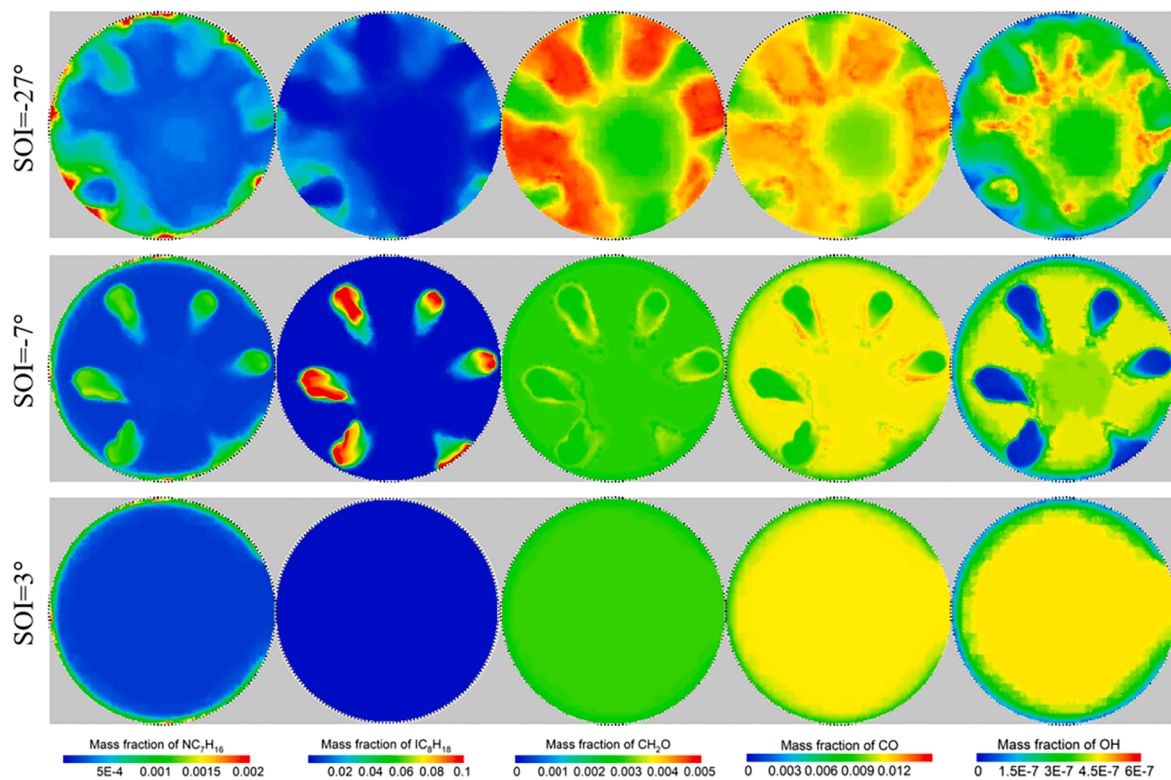 SOI=-27°
SOI=-7°
SOI=3°
Mass fraction of NC₇H₁₆
5E-4 0.001 0.0015 0.002
Mass fraction of IC₈H₁₈
0.02 0.04 0.06 0.08 0.1
Mass fraction of CH₂O
0 0.001 0.002 0.003 0.004 0.005
Mass fraction of CO
0 0.003 0.006 0.009 0.012
Mass fraction of OH
0 1.5E-7 3E-7 4.5E-7 6E-7